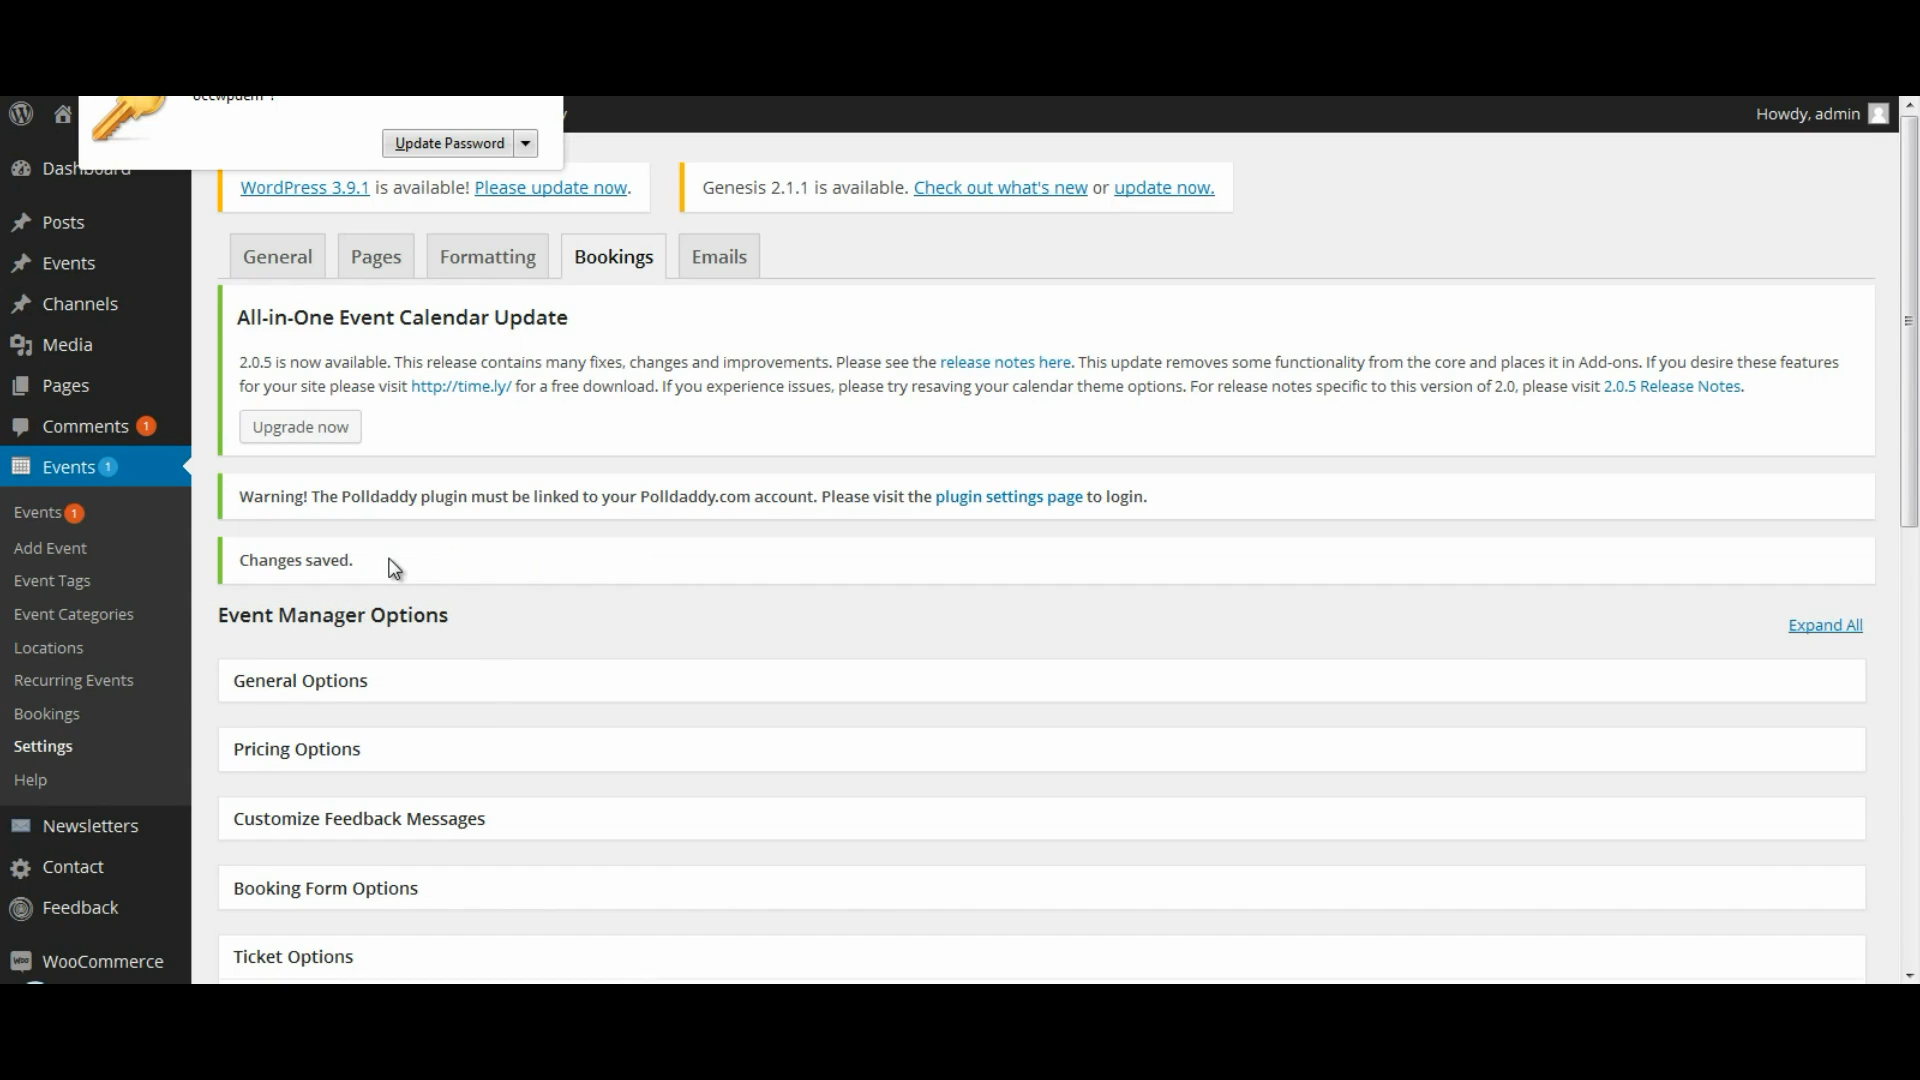 Howdy, admin
Update Password
Dashboard
WordPress 3.9.1 is available! Please update now.
Genesis 2.1.1 is available. Check out what's new or update now.
Posts
Events
Channels
Media
Pages
Comments 1
Events 1
Events 1
Add Event
Event Tags
Event Categories
Locations
Recurring Events
Bookings
Settings
Help
Newsletters
Contact
Feedback
WooCommerce
General
Pages
Formatting
Bookings
Emails
All-in-One Event Calendar Update
2.0.5 is now available. This release contains many fixes, changes and improvements. Please see the release notes here. This update removes some functionality from the core and places it in Add-ons. If you desire these features
for your site please visit http://time.ly/ for a free download. If you experience issues, please try resaving your calendar theme options. For release notes specific to this version of 2.0, please visit 2.0.5 Release Notes.
Upgrade now
Warning! The Polldaddy plugin must be linked to your Polldaddy.com account. Please visit the plugin settings page to login.
Changes saved.
Event Manager Options
Expand All
General Options
Pricing Options
Customize Feedback Messages
Booking Form Options
Ticket Options